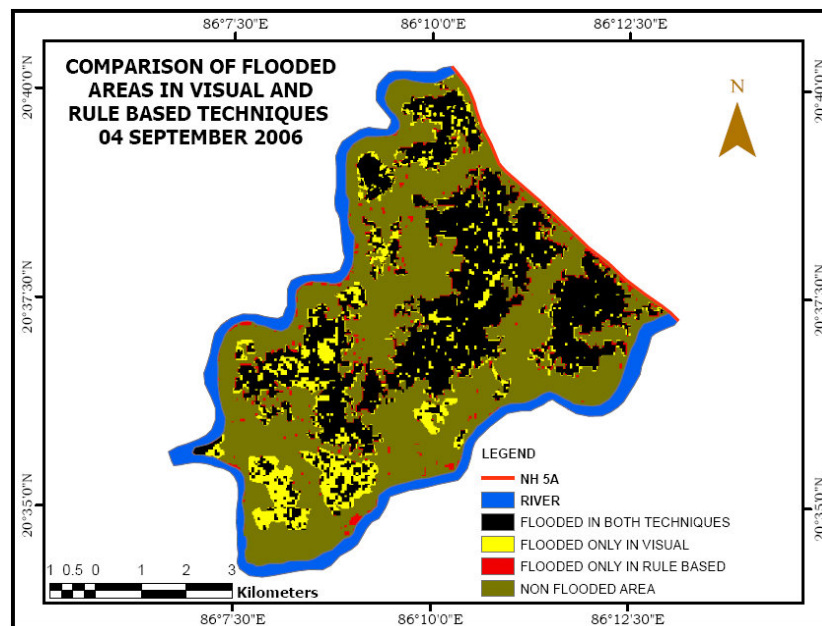 86°7'30"E 86°10'0"E 86°12'30"E
COMPARISON OF FLOODED
AREAS IN VISUAL AND
RULE BASED TECHNIQUES
04 SEPTEMBER 2006
N
20°40'0"N 20°40'0"N
20°37'30"N 20°37'30"N
20°35'0"N 20°35'0"N
LEGEND
NH 5A
RIVER
FLOODED IN BOTH TECHNIQUES
FLOODED ONLY IN VISUAL
FLOODED ONLY IN RULE BASED
NON FLOODED AREA
1 0.5 0 1 2 3
Kilometers
86°7'30"E 86°10'0"E 86°12'30"E